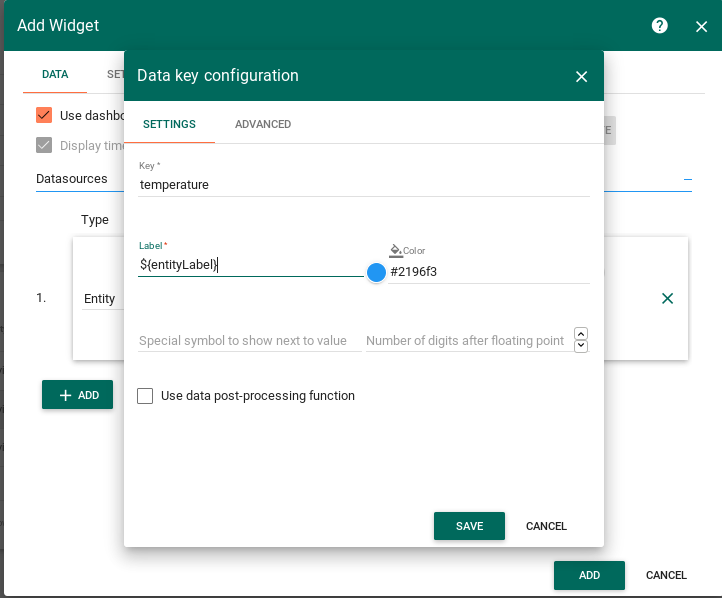 Add Widget
Data key configuration
DATA
SET
SETTINGS
ADVANCED
Use dashbo
Display time
E
Datasources
Key *
temperature
Type
Label *
Color
${entityLabel}
#2196f3
1.
Entity
Special symbol to show next to value
Number of digits after floating point
ADD
Use data post-processing function
SAVE
CANCEL
ADD
CANCEL